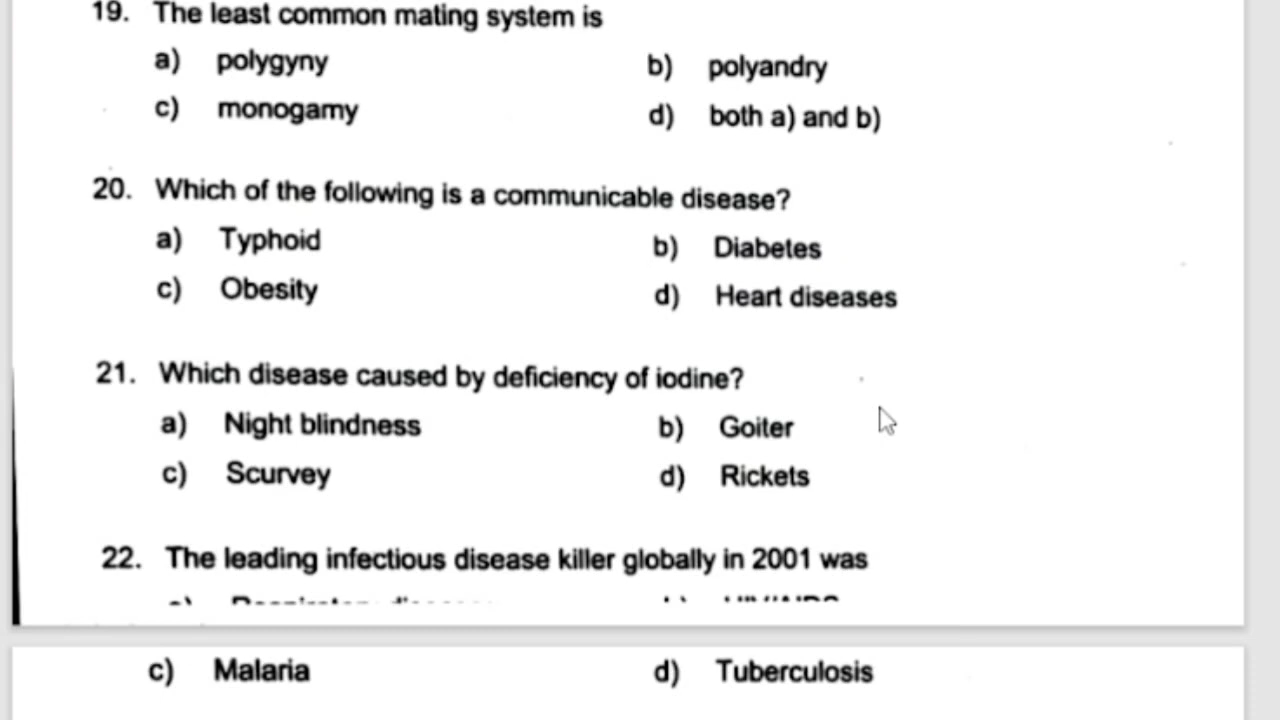 19. The least common mating system is
a) polygyny b) polyandry
c) monogamy d) both a) and b)
20. Which of the following is a communicable disease?
a) Typhoid b) Diabetes
c) Obesity d) Heart diseases
21. Which disease caused by deficiency of iodine?
a) Night blindness b) Goiter
c) Scurvey d) Rickets
22. The leading infectious disease killer globally in 2001 was
c) Malaria d) Tuberculosis